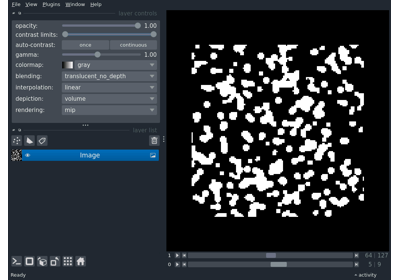 File View Plugins Window Help
layer controls
opacity: 1.00
contrast limits:
auto-contrast: once continuous
gamma: 1.00
colormap: gray
blending: translucent_no_depth
interpolation: linear
depiction: volume
rendering: mip
layer list
Image
1 64 127
0 5 9
Ready activity